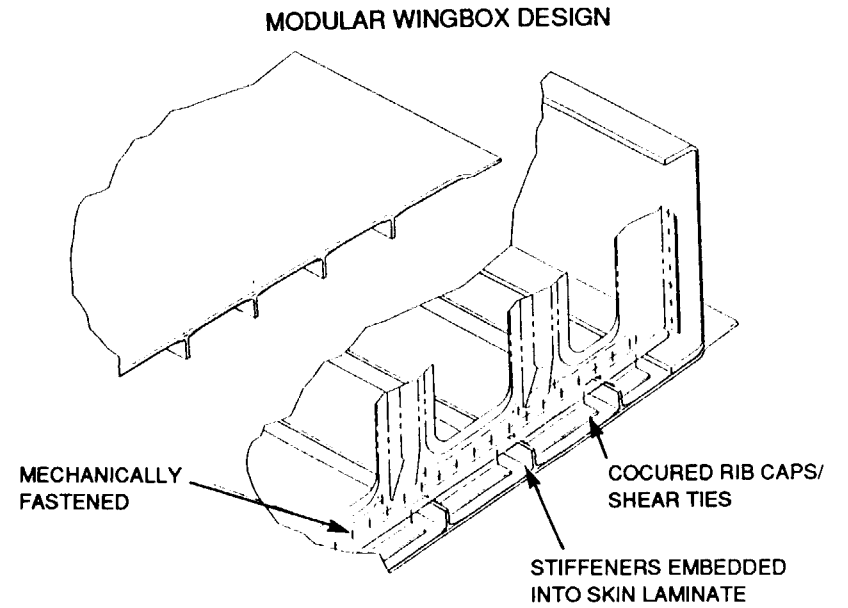 MODULAR WINGBOX DESIGN
MECHANICALLY
FASTENED
COCURED RIB CAPS/
SHEAR TIES
STIFFENERS EMBEDDED
INTO SKIN LAMINATE